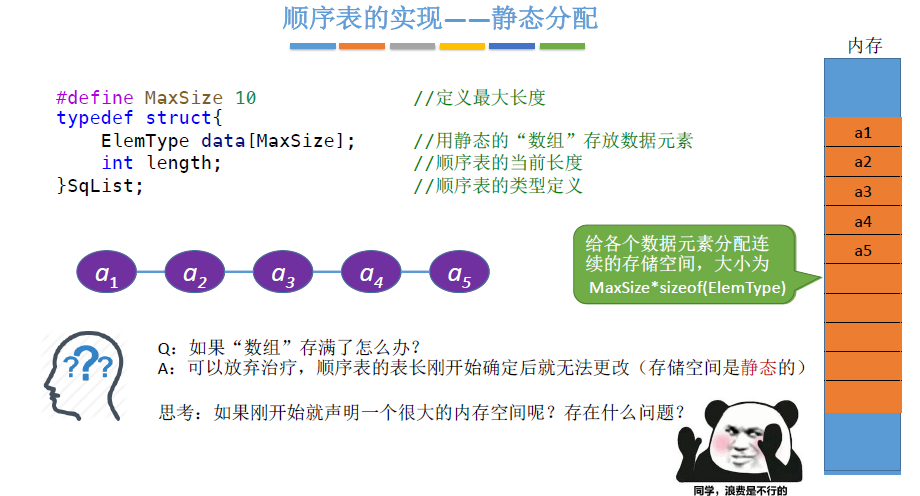 顺序表的实现——静态分配
内存
#define MaxSize 10 //定义最大长度
typedef struct{
ElemType data[MaxSize]; //用静态的“数组”存放数据元素
int length; //顺序表的当前长度
}SqList; //顺序表的类型定义
a1
a2
a3
a4
a5
给各个数据元素分配连
续的存储空间，大小为
MaxSize*sizeof(ElemType)
a1 a2 a3 a4 a5
???
Q：如果“数组”存满了怎么办？
A：可以放弃治疗，顺序表的表长刚开始确定后就无法更改（存储空间是静态的）
思考：如果刚开始就声明一个很大的内存空间呢？存在什么问题？
同学，浪费是不行的